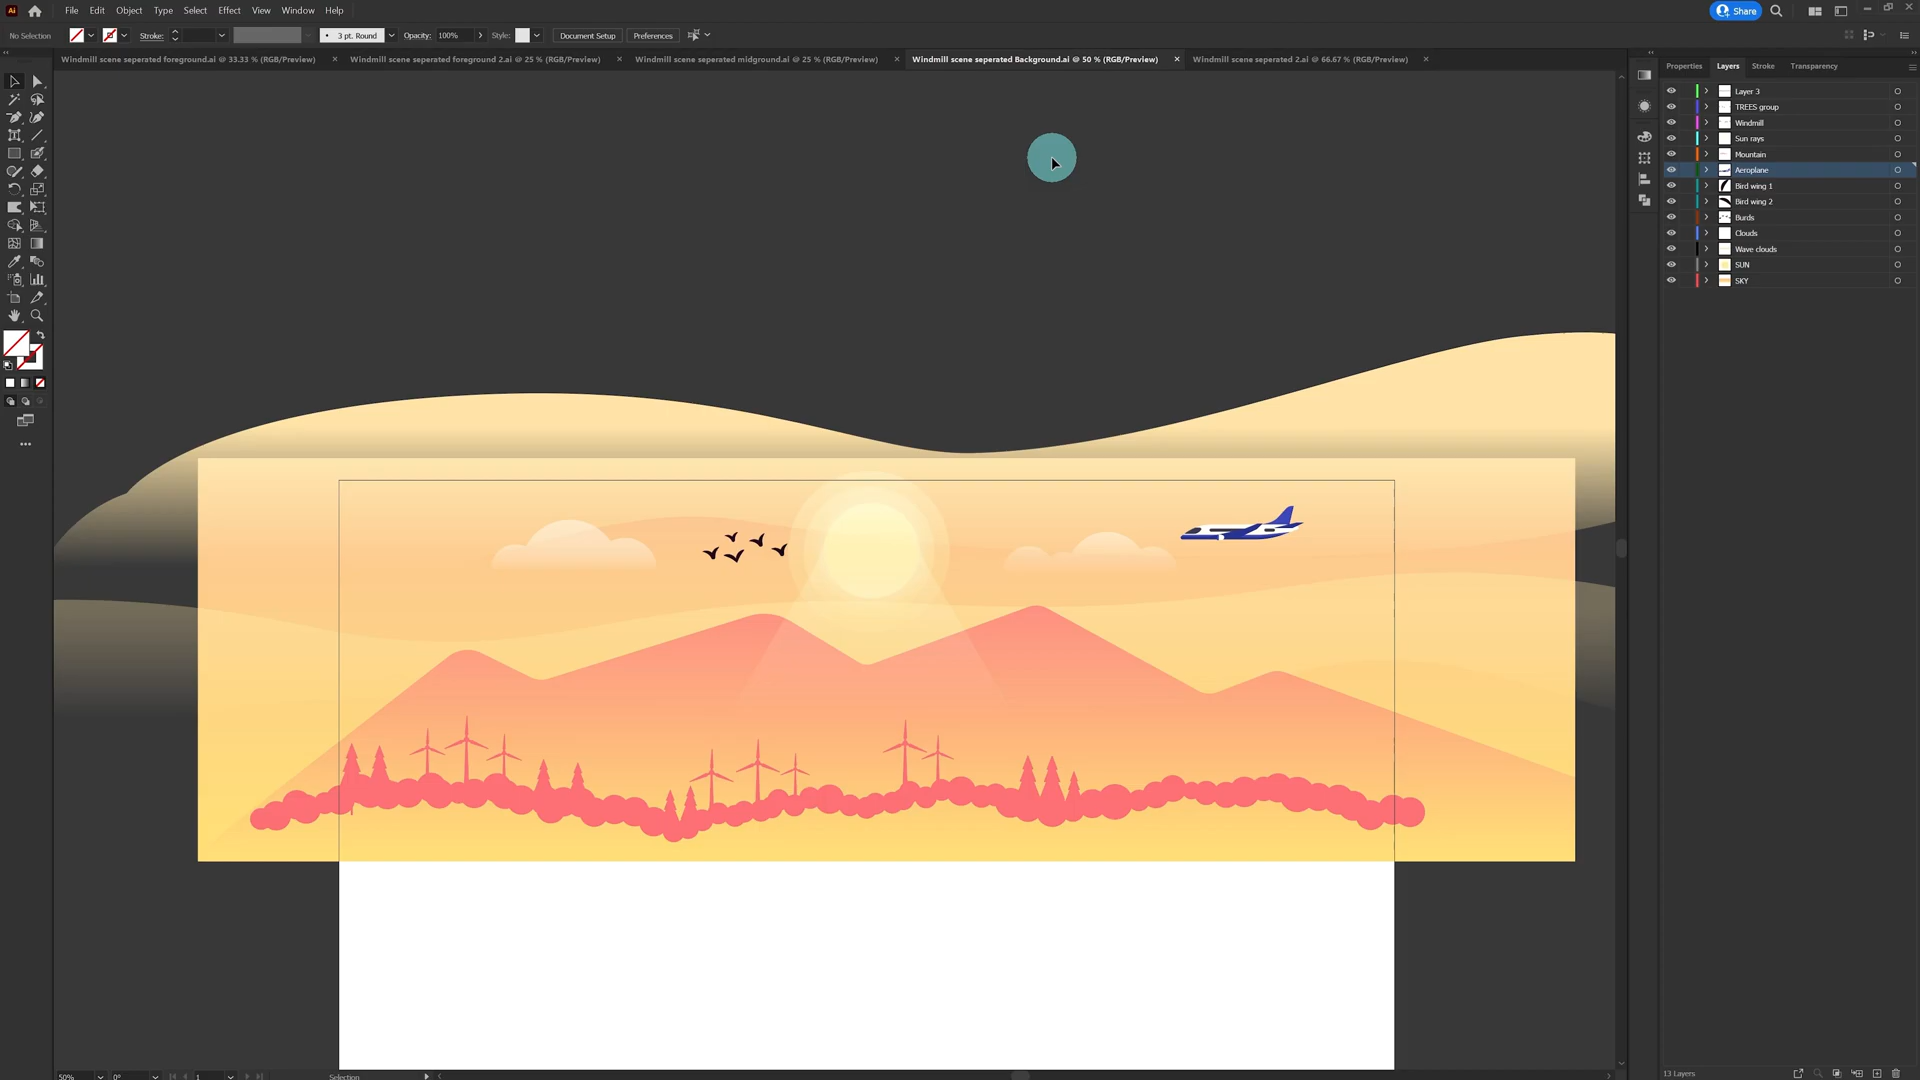 Ai File Edit Object Type Select Effect View Window Help Share
No Selection Stroke: 3 pt. Round Opacity: 100% Style: Document Setup Preferences
Windmill scene seperated foreground.ai @ 33.33 % (RGB/Preview) Windmill scene seperated foreground 2.ai @ 25 % (RGB/Preview) Windmill scene seperated midground.ai @ 25 % (RGB/Preview) Windmill scene seperated Background.ai @ 50 % (RGB/Preview) Windmill scene seperated 2.ai @ 66.67 % (RGB/Preview)
Properties Layers Stroke Transparency
Layer 3
TREES group
Windmill
Sun rays
Mountain
Aeroplane
Bird wing 1
Bird wing 2
Burds
Clouds
Wave clouds
SUN
SKY
50% 0° 1 Selection 13 Layers